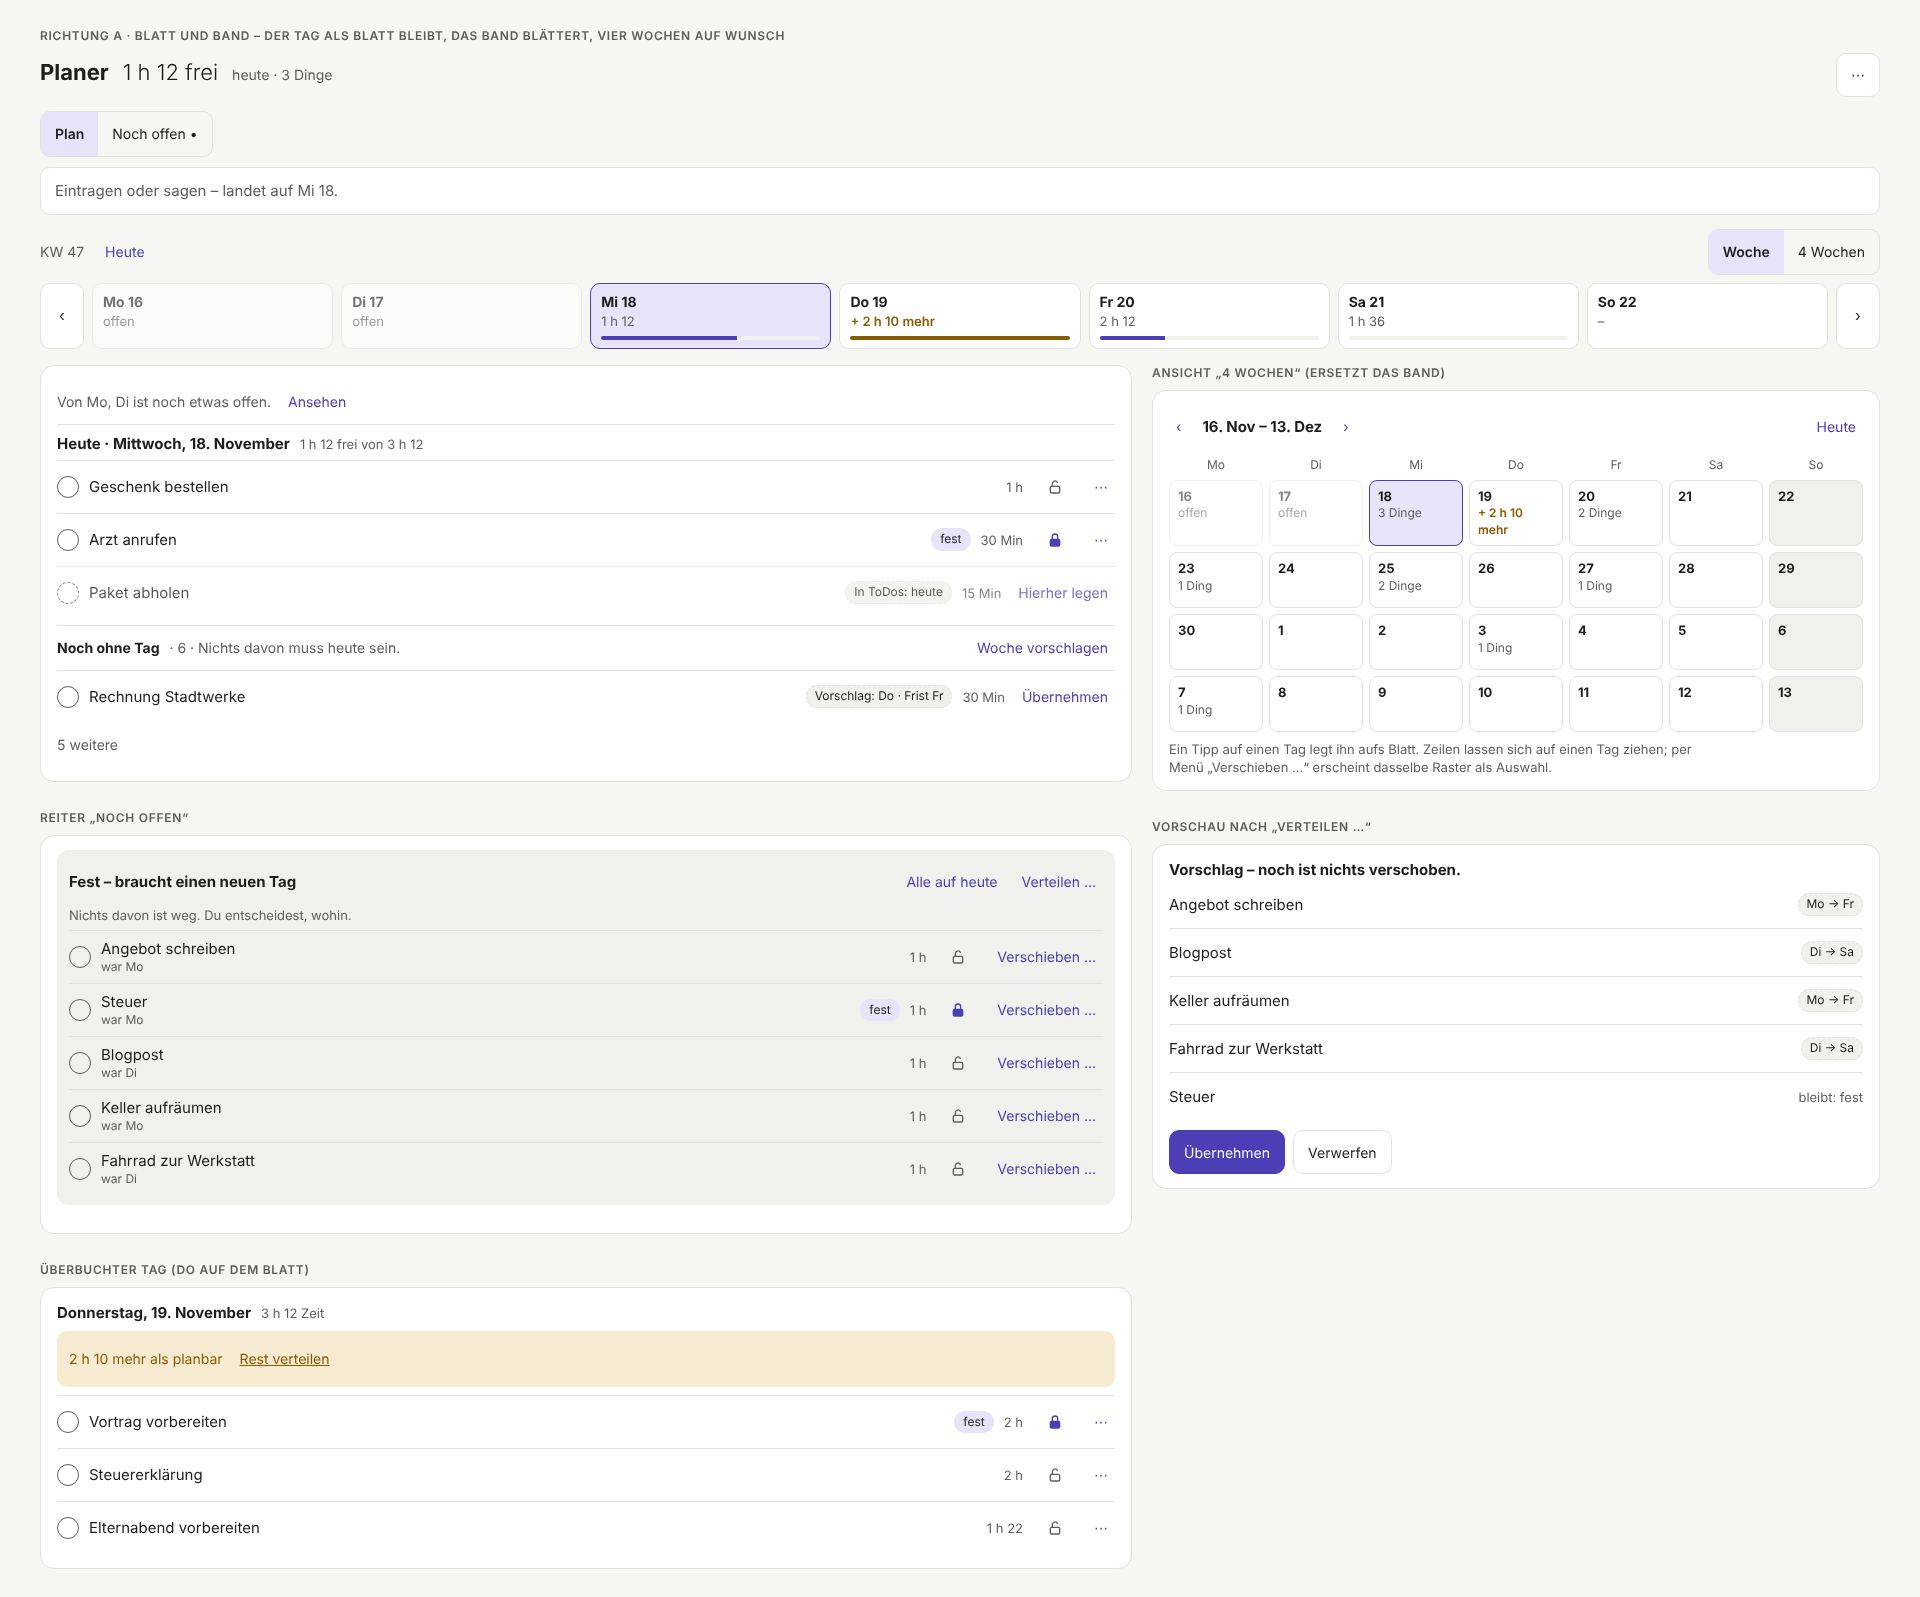 RICHTUNG A · BLATT UND BAND – DER TAG ALS BLATT BLEIBT, DAS BAND BLÄTTERT, VIER WOCHEN AUF WUNSCH
Planer 1 h 12 frei heute · 3 Dinge
...
Plan Noch offen •
Eintragen oder sagen – landet auf Mi 18.
KW 47 Heute
Woche 4 Wochen
‹
Mo 16
offen
Di 17
offen
Mi 18
1 h 12
Do 19
+ 2 h 10 mehr
Fr 20
2 h 12
Sa 21
1 h 36
So 22
–
›
Von Mo, Di ist noch etwas offen. Ansehen
Heute · Mittwoch, 18. November 1 h 12 frei von 3 h 12
Geschenk bestellen 1 h ...
Arzt anrufen fest 30 Min ...
Paket abholen In ToDos: heute 15 Min Hierher legen
Noch ohne Tag · 6 · Nichts davon muss heute sein. Woche vorschlagen
Rechnung Stadtwerke Vorschlag: Do · Frist Fr 30 Min Übernehmen
5 weitere
ANSICHT „4 WOCHEN“ (ERSETZT DAS BAND)
‹ 16. Nov – 13. Dez › Heute
Mo Di Mi Do Fr Sa So
16
offen
17
offen
18
3 Dinge
19
+ 2 h 10
mehr
20
2 Dinge
21
22
23
1 Ding
24
25
2 Dinge
26
27
1 Ding
28
29
30
1
2
3
1 Ding
4
5
6
7
1 Ding
8
9
10
11
12
13
Ein Tipp auf einen Tag legt ihn aufs Blatt. Zeilen lassen sich auf einen Tag ziehen; per
Menü „Verschieben …“ erscheint dasselbe Raster als Auswahl.
REITER „NOCH OFFEN“
Fest – braucht einen neuen Tag Alle auf heute Verteilen …
Nichts davon ist weg. Du entscheidest, wohin.
Angebot schreiben
war Mo
1 h Verschieben …
Steuer
war Mo
fest 1 h Verschieben …
Blogpost
war Di
1 h Verschieben …
Keller aufräumen
war Mo
1 h Verschieben …
Fahrrad zur Werkstatt
war Di
1 h Verschieben …
VORSCHAU NACH „VERTEILEN …“
Vorschlag – noch ist nichts verschoben.
Angebot schreiben Mo → Fr
Blogpost Di → Sa
Keller aufräumen Mo → Fr
Fahrrad zur Werkstatt Di → Sa
Steuer bleibt: fest
Übernehmen Verwerfen
ÜBERBUCHTER TAG (DO AUF DEM BLATT)
Donnerstag, 19. November 3 h 12 Zeit
2 h 10 mehr als planbar Rest verteilen
Vortrag vorbereiten fest 2 h ...
Steuererklärung 2 h ...
Elternabend vorbereiten 1 h 22 ...